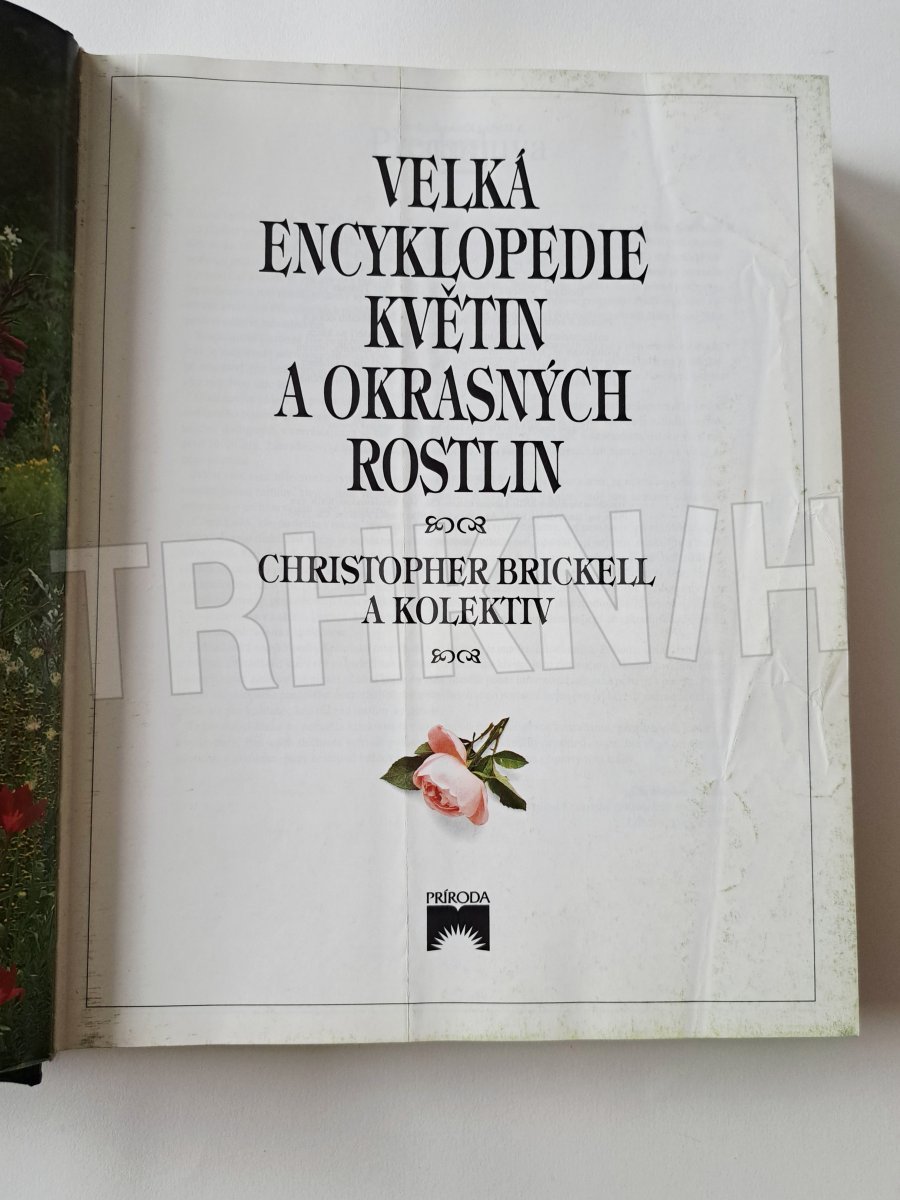 VELKÁ
ENCYKLOPEDIE
KVĚTIN
A OKRASNÝCH
ROSTLIN
CHRISTOPHER BRICKELL
A KOLEKTIV
PRÍRODA
TRHKNIH